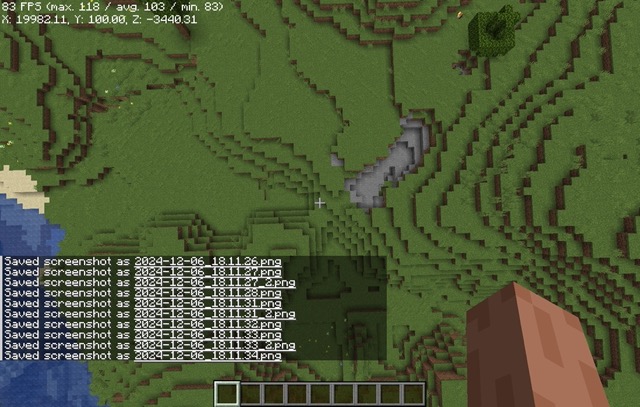 83 FPS (max. 118 / avg. 103 / min. 83)
X: 19982.11, Y: 100.00, Z: -3440.31
Saved screenshot as 2024-12-06_18.11.26.png
Saved screenshot as 2024-12-06_18.11.27.png
Saved screenshot as 2024-12-06_18.11.27_2.png
Saved screenshot as 2024-12-06_18.11.28.png
Saved screenshot as 2024-12-06_18.11.31.png
Saved screenshot as 2024-12-06_18.11.31_2.png
Saved screenshot as 2024-12-06_18.11.32.png
Saved screenshot as 2024-12-06_18.11.33.png
Saved screenshot as 2024-12-06_18.11.33_2.png
Saved screenshot as 2024-12-06_18.11.34.png